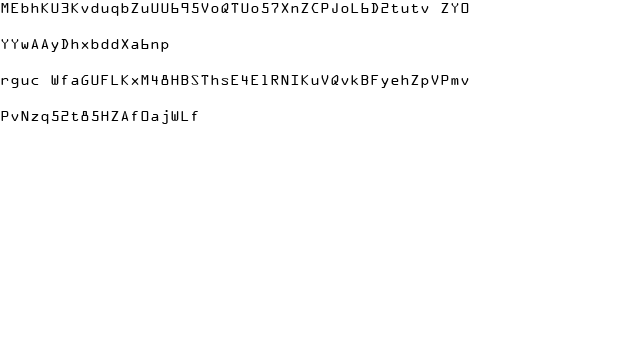 MEbhKU3KvduqbZuUU695VoQTUo57XnZCPJoL6D2tutv ZYO
YYwAAyDhxbddXa6np
rguc WfaGUFLKxM48HBSThsE4E1RNIKuVQvkBFyehZpVPmv
PvNzq52t85HZAfOajWLf